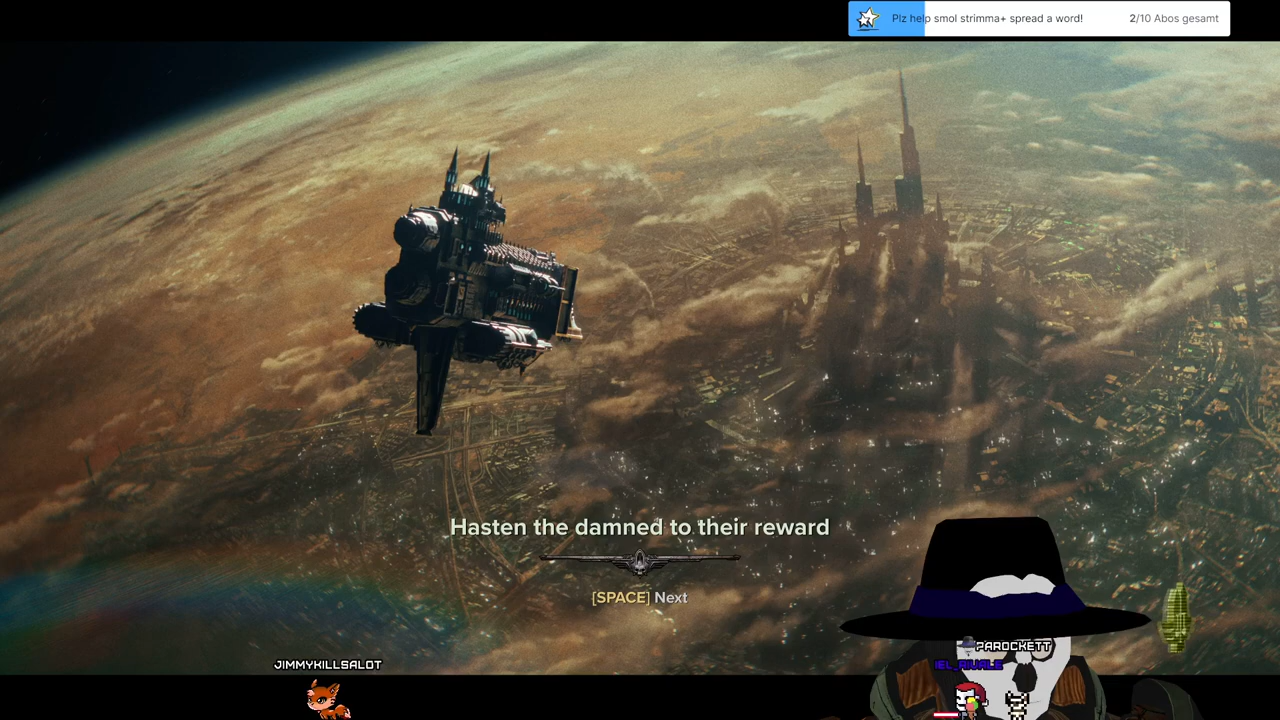 Plz help smol strimma+ spread a word! 2/10 Abos gesamt
Hasten the damned to their reward
[SPACE] Next
PAROCKETT
IEL_RIVALE
JIMMYKILLSALOT